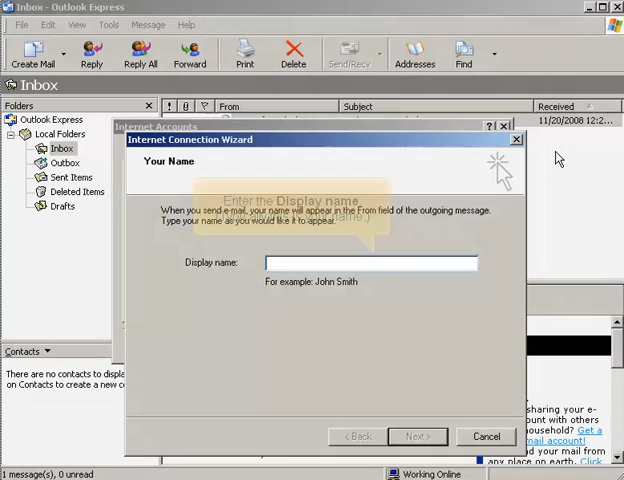 Inbox - Outlook Express
File Edit View Tools Message Help
Create Mail Reply Reply All Forward Print Delete Send/Recv Addresses Find
Inbox
Folders
Outlook Express
Local Folders
Inbox
Outbox
Sent Items
Deleted Items
Drafts
! From Subject Received
11/20/2008 12:2...
Internet Accounts
Internet Connection Wizard
Your Name
Enter the Display name.
name.)
When you send e-mail, your name will appear in the From field of the outgoing message.
Type your name as you would like it to appear.
Display name:
For example: John Smith
< Back Next > Cancel
Contacts
There are no contacts to displa
on Contacts to create a new co
sharing your e-
count with others
household? Get a
mail account!
end your mail from
any place on earth. Click
1 message(s), 0 unread
Working Online